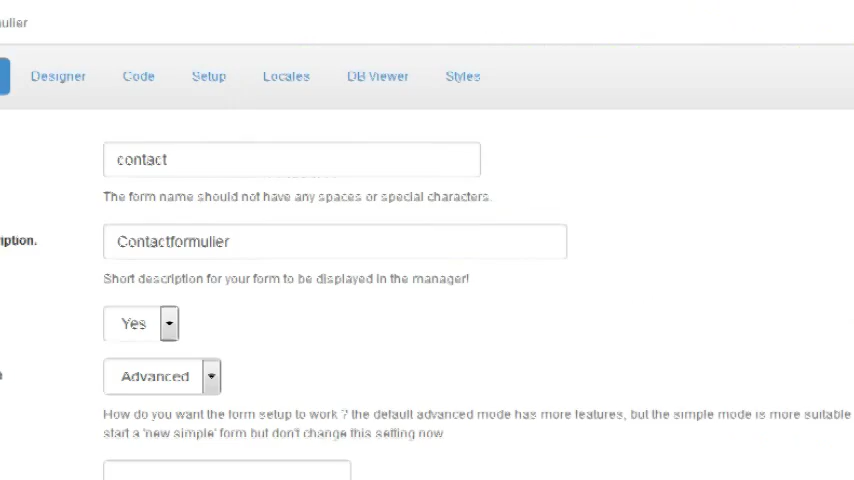 ulier
Designer Code Setup Locales DB Viewer Styles
contact
The form name should not have any spaces or special characters.
iption.
Contactformulier
Short description for your form to be displayed in the manager!
Yes
Advanced
How do you want the form setup to work ? the default advanced mode has more features, but the simple mode is more suitable
start a 'new simple' form but don't change this setting now